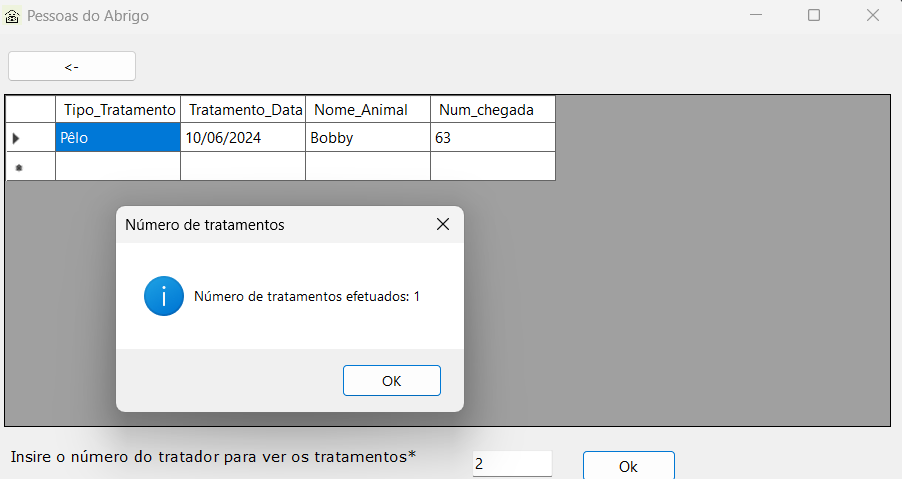 Pessoas do Abrigo
<-
Tipo_Tratamento Tratamento_Data Nome_Animal Num_chegada
Pêlo 10/06/2024 Bobby 63
Número de tratamentos
Número de tratamentos efetuados: 1
OK
Insire o número do tratador para ver os tratamentos* 2 Ok